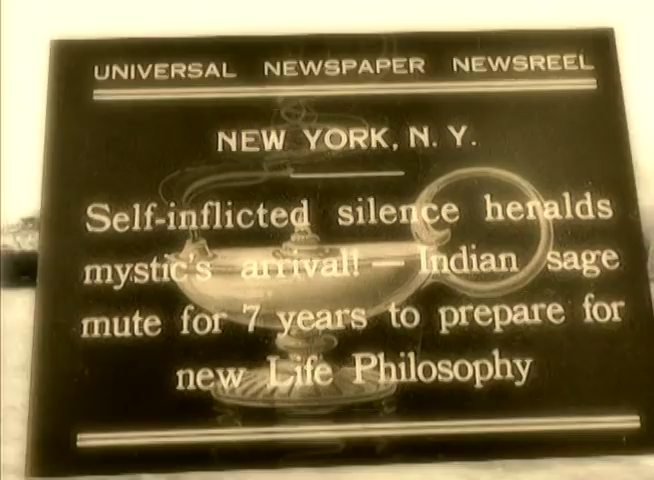 UNIVERSAL NEWSPAPER NEWSREEL
NEW YORK, N. Y.
Self-inflicted silence heralds
mystic's arrival! — Indian sage
mute for 7 years to prepare for
new Life Philosophy